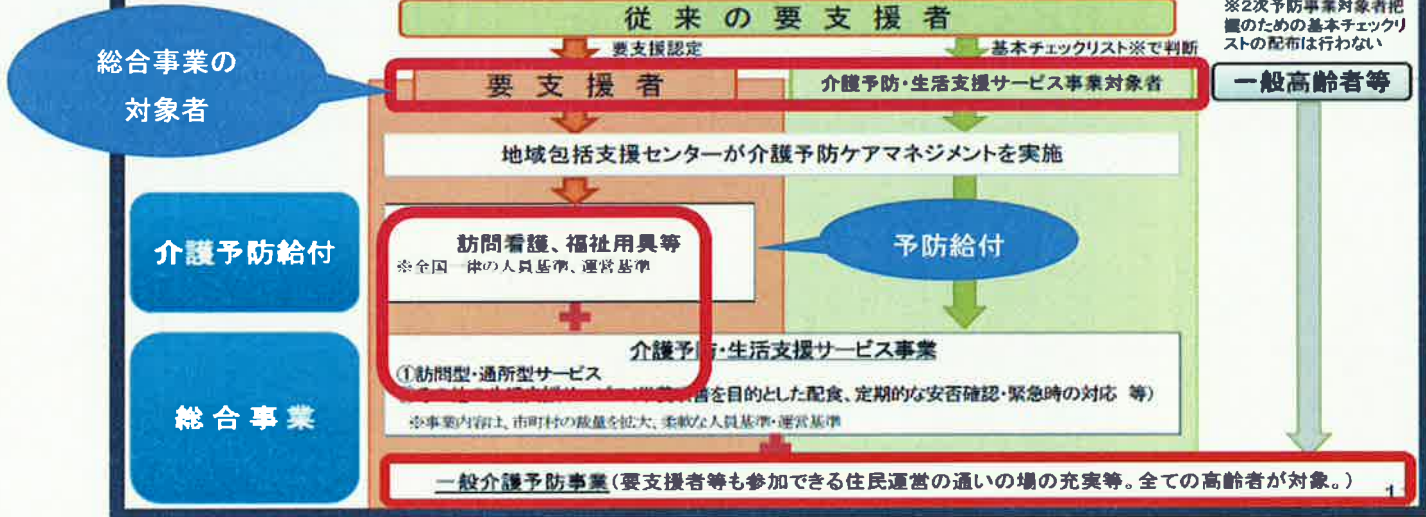 従来の要支援者
※2次予防事業対象者把
握のための基本チェックリ
ストの配布は行わない
総合事業の
対象者
要支援認定
基本チェックリスト※で判断
要支援者
介護予防・生活支援サービス事業対象者
一般高齢者等
地域包括支援センターが介護予防ケアマネジメントを実施
介護予防給付
訪問看護、福祉用具等
※全国一律の人員基準、運営基準
予防給付
総合事業
介護予防・生活支援サービス事業
①訪問型・通所型サービス
を目的とした配食、定期的な安否確認・緊急時の対応 等)
※事業内容は、市町村の裁量を拡大、柔軟な人員基準・運営基準
一般介護予防事業(要支援者等も参加できる住民運営の通いの場の充実等。全ての高齢者が対象。)
1